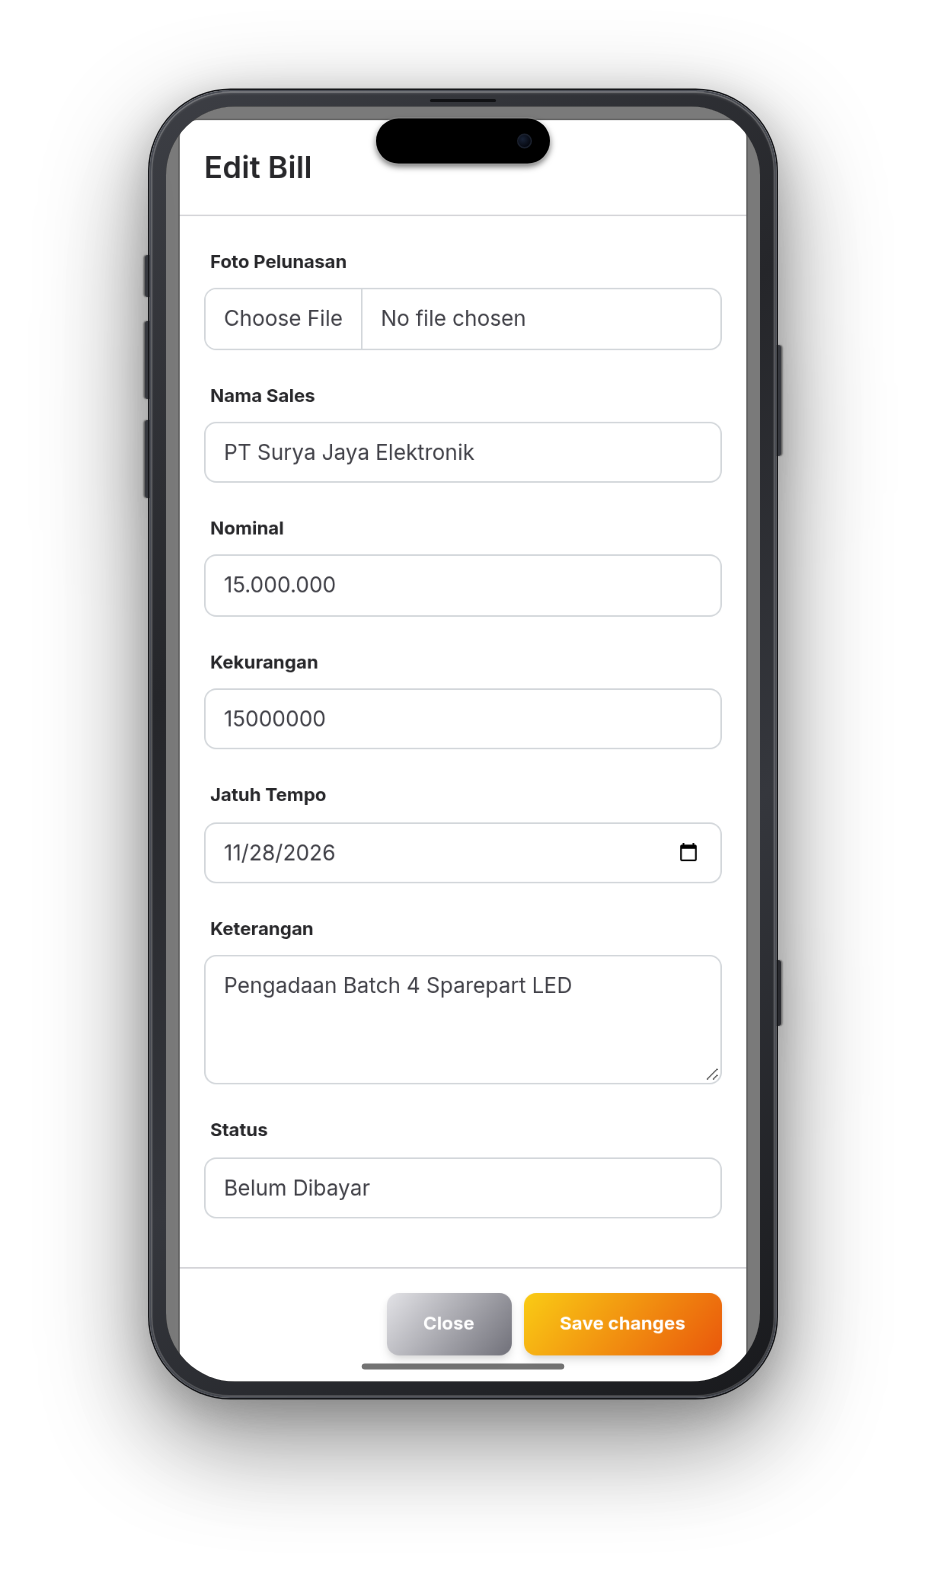 Edit Bill
Foto Pelunasan
Choose File No file chosen
Nama Sales
PT Surya Jaya Elektronik
Nominal
15.000.000
Kekurangan
15000000
Jatuh Tempo
11/28/2026
Keterangan
Pengadaan Batch 4 Sparepart LED
Status
Belum Dibayar
Close Save changes